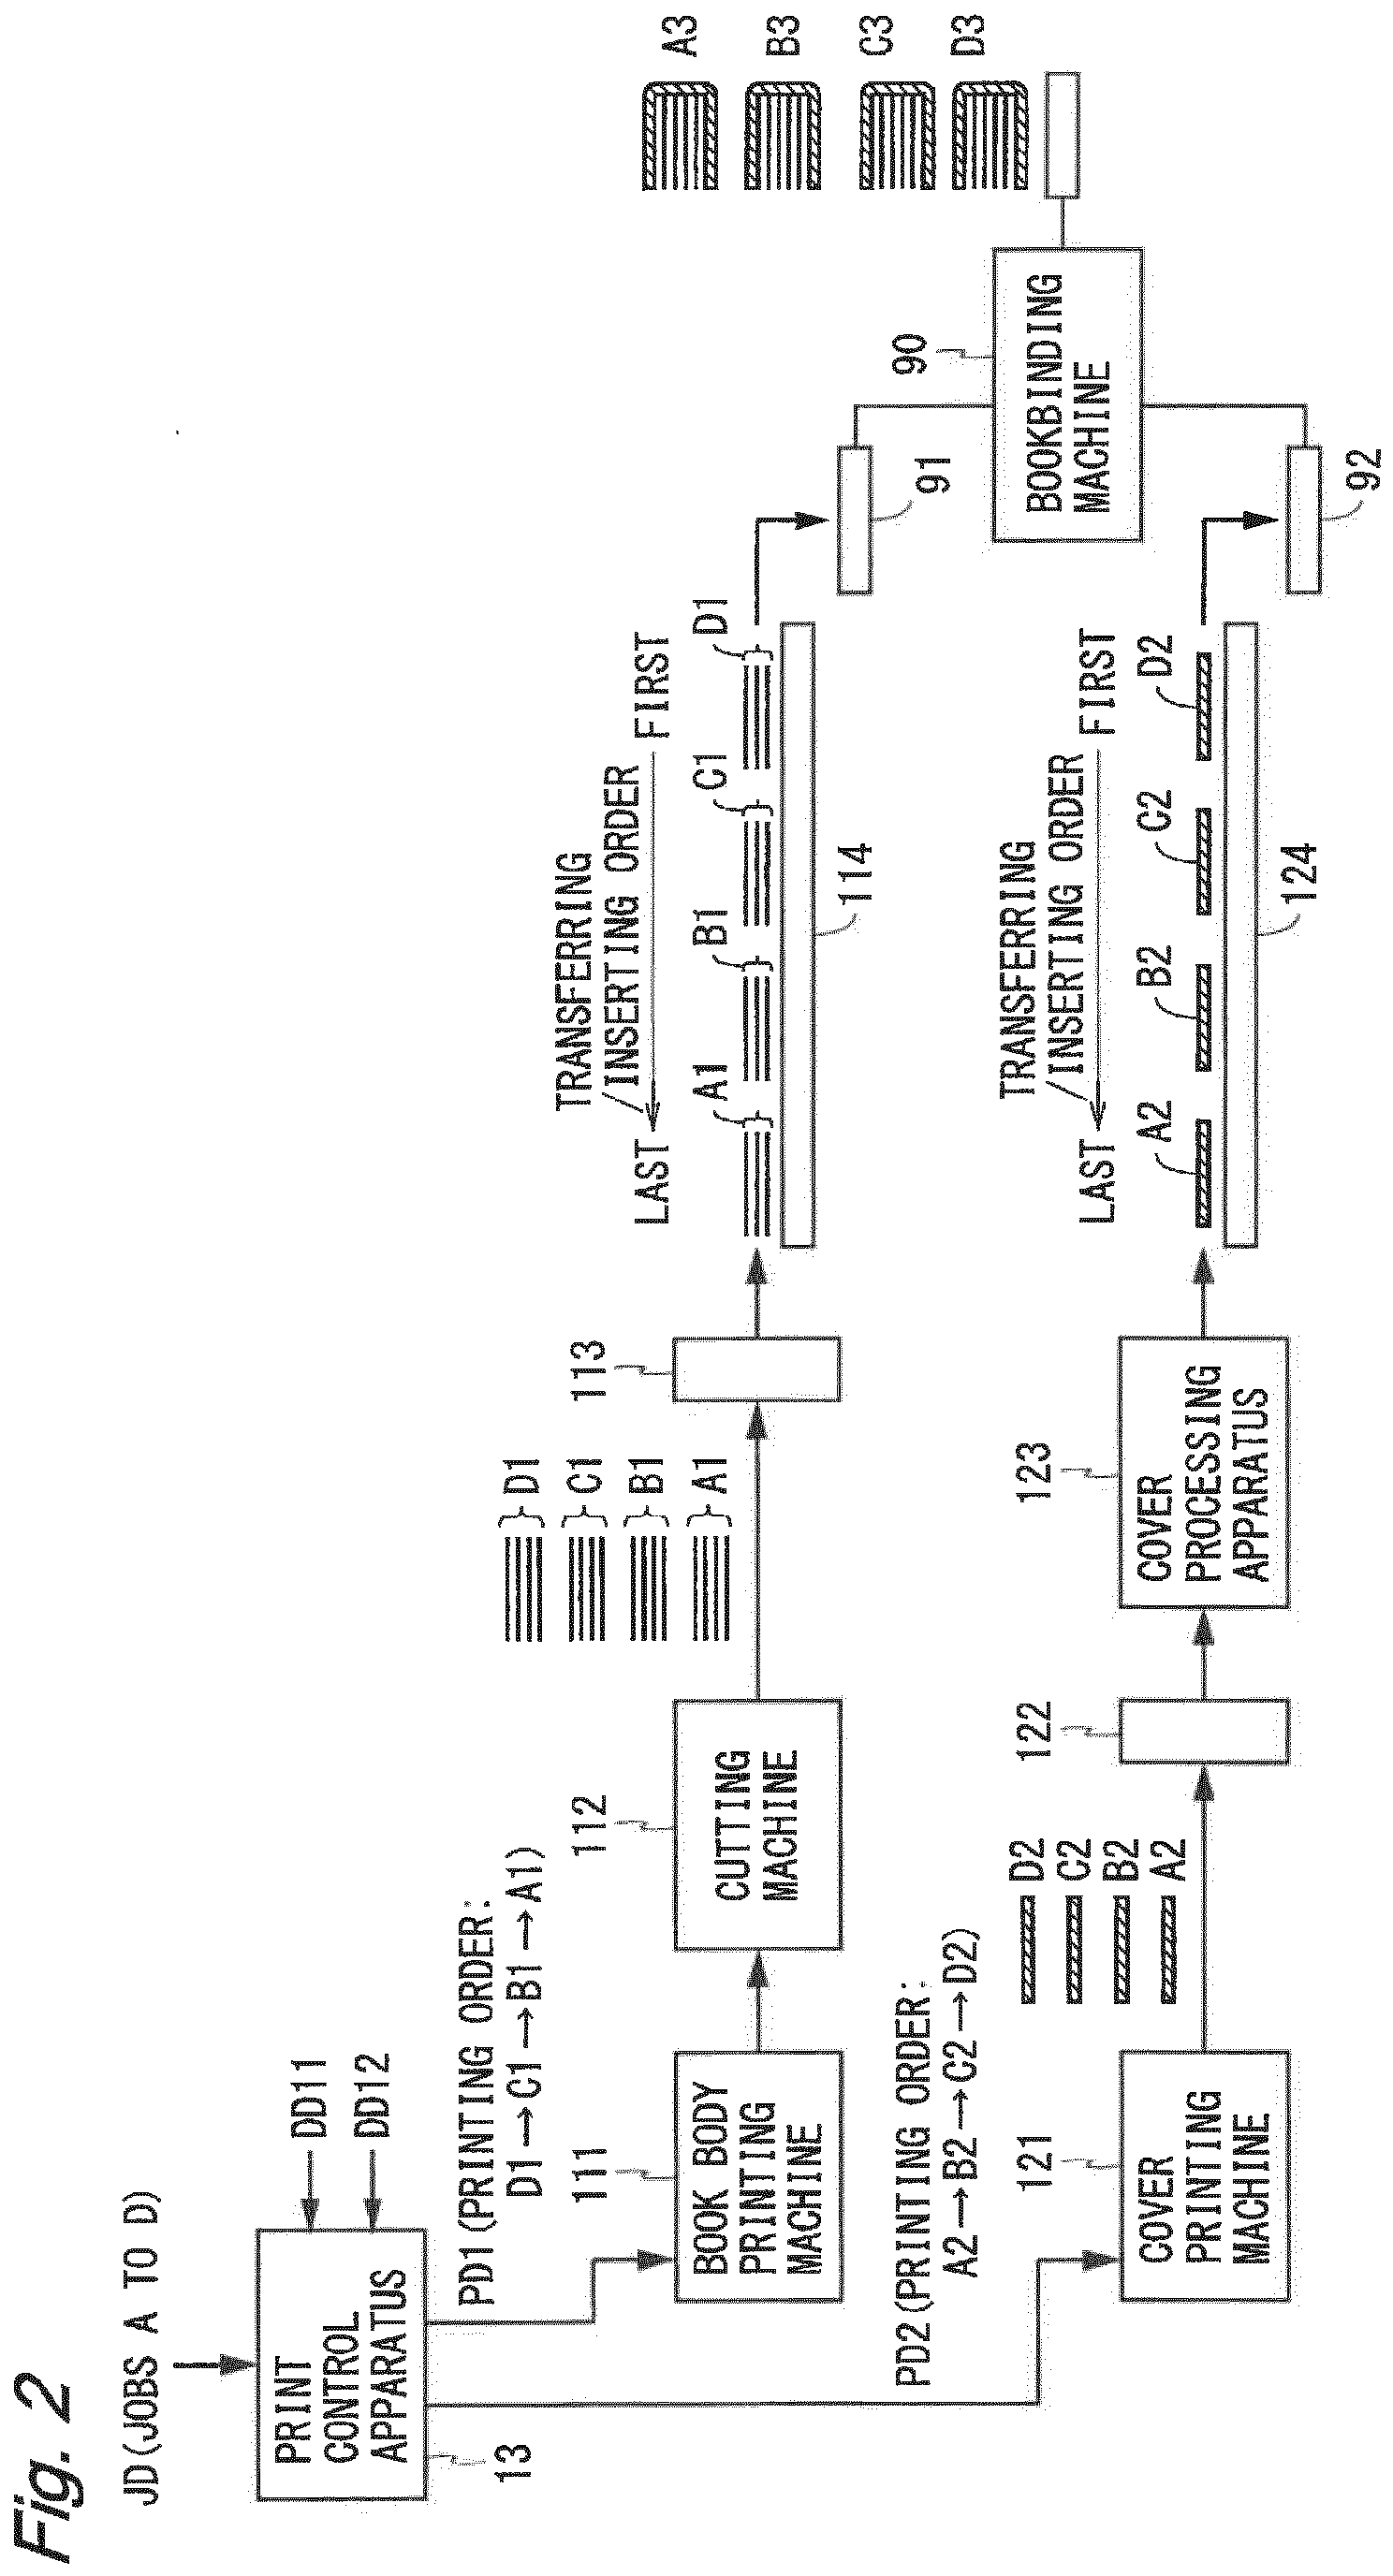 Fig. 2
JD(JOBS A TO D)
DD11
DD12
PRINT
CONTROL
APPARATUS
13
PD1(PRINTING ORDER:
D1→C1→B1→A1)
111
BOOK BODY
PRINTING
MACHINE
112
CUTTING
MACHINE
D1
C1
B1
A1
113
TRANSFERRING
INSERTING ORDER
LAST
FIRST
A1
B1
C1
D1
114
91
PD2(PRINTING ORDER:
A2→B2→C2→D2)
121
COVER
PRINTING
MACHINE
D2
C2
B2
A2
122
123
COVER
PROCESSING
APPARATUS
TRANSFERRING
INSERTING ORDER
LAST
FIRST
A2
B2
C2
D2
124
92
90
BOOKBINDING
MACHINE
A3
B3
C3
D3